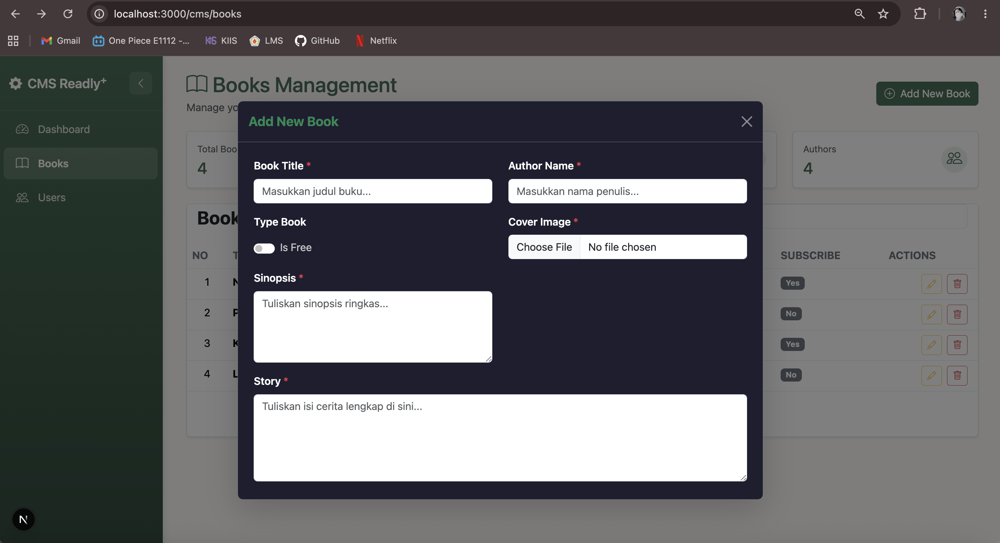 localhost:3000/cms/books
Gmail
One Piece E1112 -...
KIIS
LMS
GitHub
Netflix
CMS Readly+
Dashboard
Books
Users
Books Management
Add New Book
Manage yo
Total Boo
4
Authors
4
Book
NO
SUBSCRIBE
ACTIONS
1
Yes
2
No
3
Yes
4
No
Add New Book
Book Title *
Author Name *
Masukkan judul buku...
Masukkan nama penulis...
Type Book
Cover Image *
Is Free
Choose File
No file chosen
Sinopsis *
Tuliskan sinopsis ringkas...
Story *
Tuliskan isi cerita lengkap di sini...
N